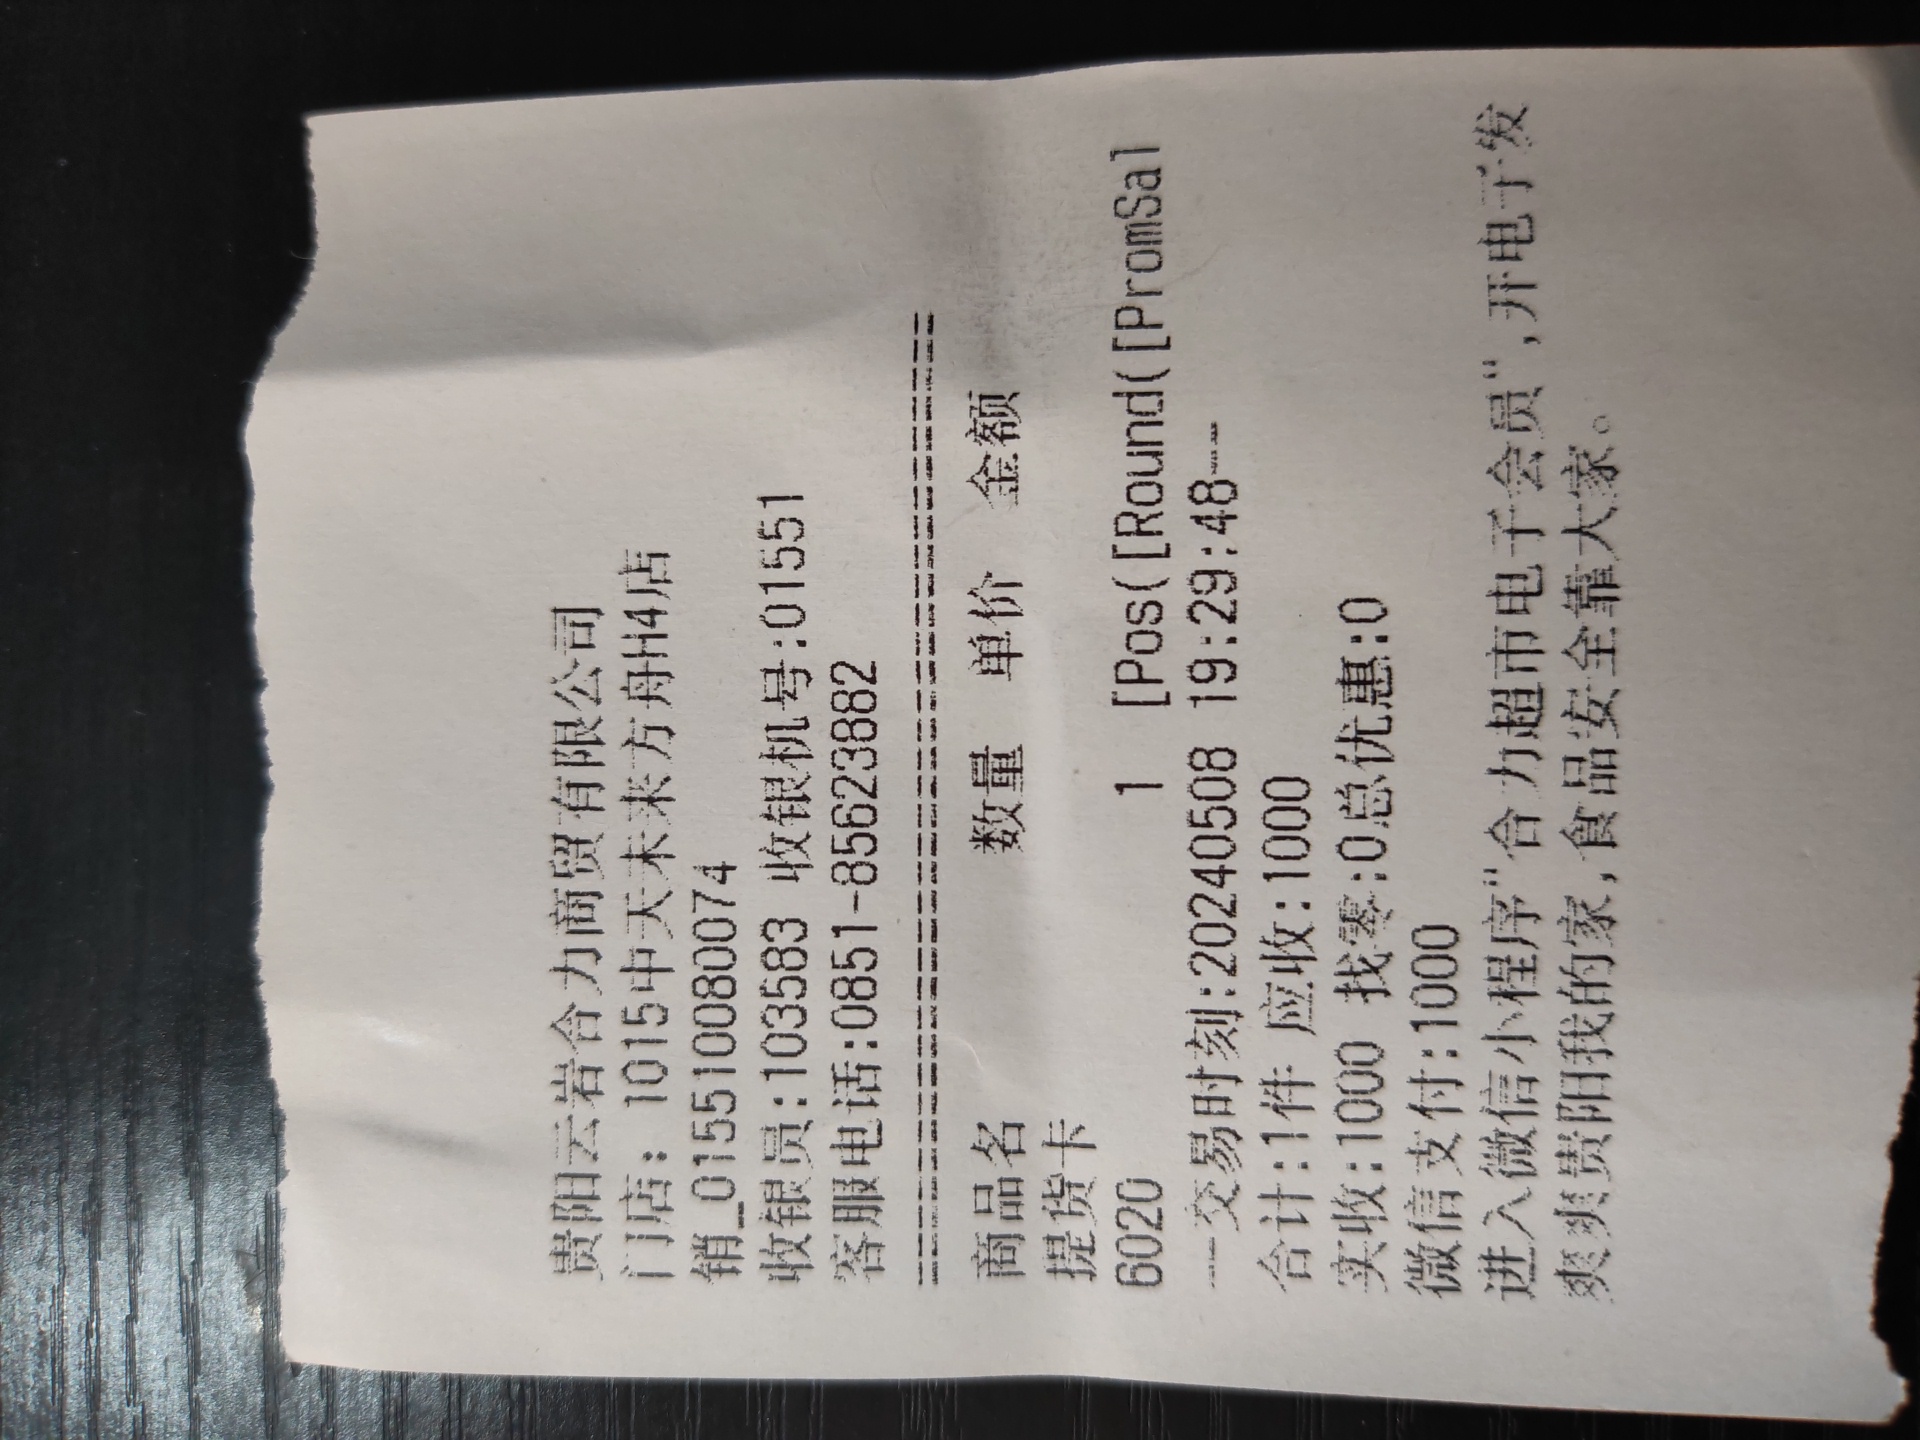 贵阳云岩合力商贸有限公司
门店：1015中天未来方舟H4店
销_015510080074
收银员:103583 收银机号:01551
客服电话:0851-85623882
========================================
商品名 数量 单价 金额
提货卡
6020 1 [Pos([Round([PromSal
--交易时刻:20240508 19:29:48--
合计:1件 应收:1000
实收:1000 找零:0总优惠:0
微信支付:1000
进入微信小程序"合力超市电子会员",开电子发
爽爽贵阳我的家,食品安全靠大家。